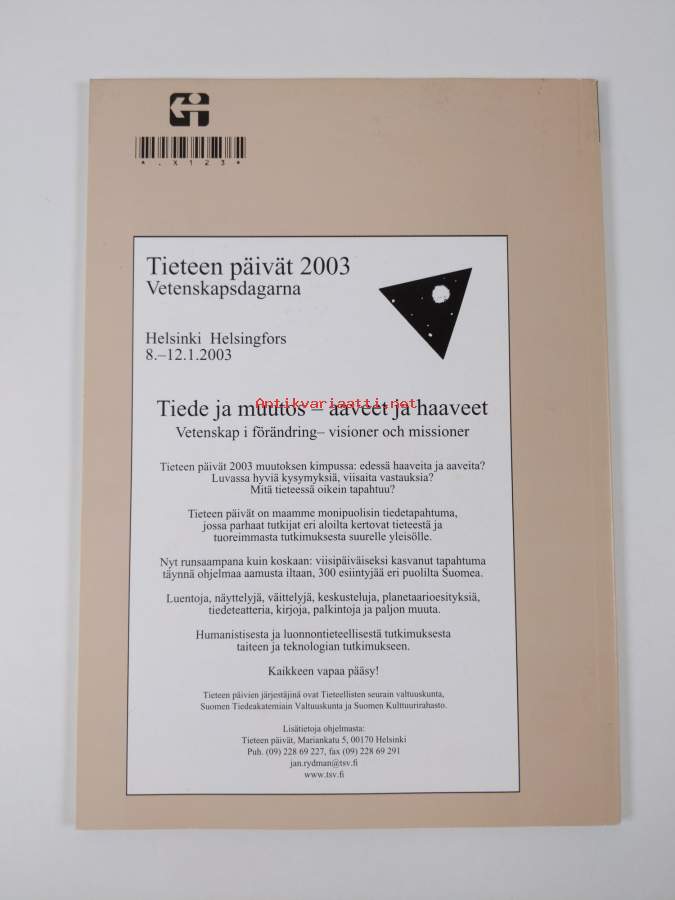 *.X123*
Tieteen päivät 2003
Vetenskapsdagarna
Helsinki Helsingfors
8.–12.1.2003
Antikvariaatti.net
Tiede ja muutos – aaveet ja haaveet
Vetenskap i förändring– visioner och missioner
Tieteen päivät 2003 muutoksen kimpussa: edessä haaveita ja aaveita?
Luvassa hyviä kysymyksiä, viisaita vastauksia?
Mitä tieteessä oikein tapahtuu?
Tieteen päivät on maamme monipuolisin tiedetapahtuma,
jossa parhaat tutkijat eri aloilta kertovat tieteestä ja
tuoreimmasta tutkimuksesta suurelle yleisölle.
Nyt runsaampana kuin koskaan: viisipäiväiseksi kasvanut tapahtuma
täynnä ohjelmaa aamusta iltaan, 300 esiintyjää eri puolilta Suomea.
Luentoja, näyttelyjä, väittelyjä, keskusteluja, planetaarioesityksiä,
tiedeteatteria, kirjoja, palkintoja ja paljon muuta.
Humanistisesta ja luonnontieteellisestä tutkimuksesta
taiteen ja teknologian tutkimukseen.
Kaikkeen vapaa pääsy!
Tieteen päivien järjestäjinä ovat Tieteellisten seurain valtuuskunta,
Suomen Tiedeakatemiain Valtuuskunta ja Suomen Kulttuurirahasto.
Lisätietoja ohjelmasta:
Tieteen päivät, Mariankatu 5, 00170 Helsinki
Puh. (09) 228 69 227, fax (09) 228 69 291
jan.rydman@tsv.fi
www.tsv.fi